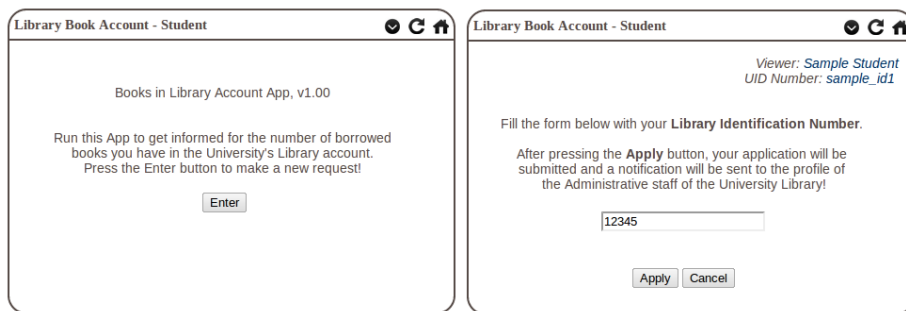 Library Book Account - Student
Books in Library Account App, v1.00
Run this App to get informed for the number of borrowed
books you have in the University's Library account.
Press the Enter button to make a new request!
Enter
Library Book Account - Student
Viewer: Sample Student
UID Number: sample_id1
Fill the form below with your Library Identification Number.
After pressing the Apply button, your application will be
submitted and a notification will be sent to the profile of
the Administrative staff of the University Library!
12345
Apply Cancel